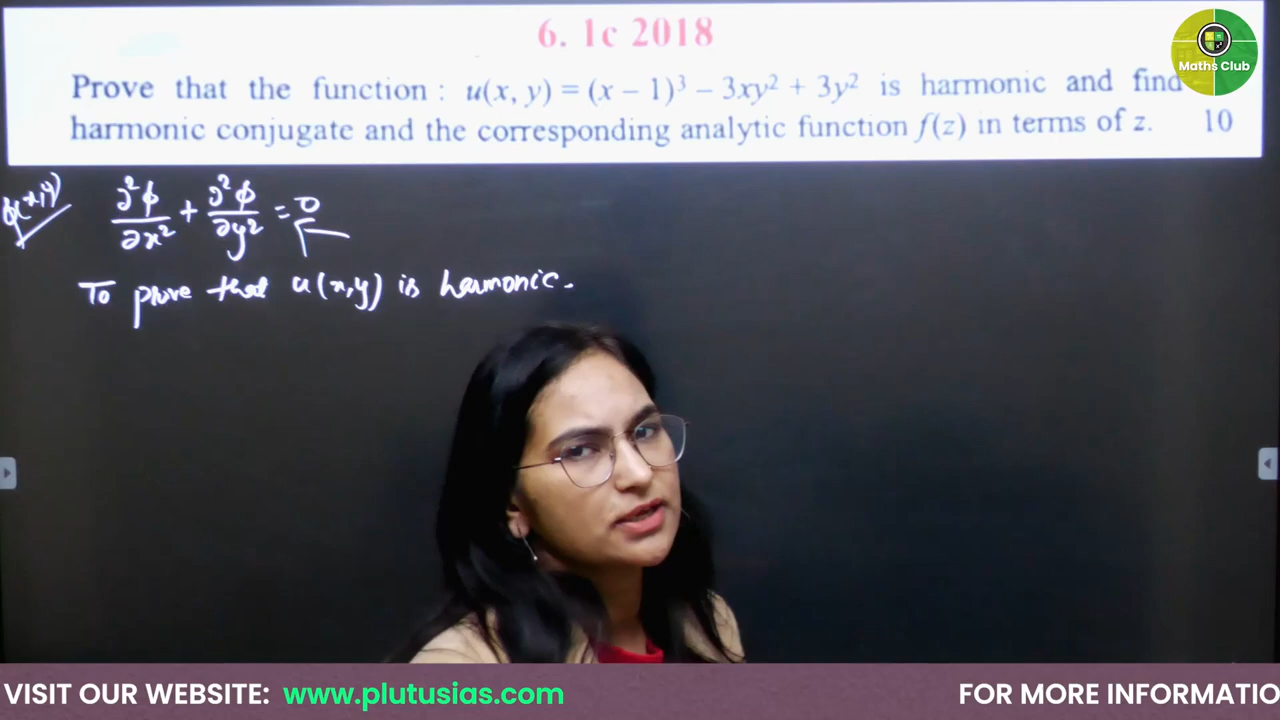 6. 1c 2018
Maths Club
Prove that the function : u(x, y) = (x – 1)³ – 3xy² + 3y² is harmonic and find
harmonic conjugate and the corresponding analytic function f(z) in terms of z. 10
ϕ(x,y)
∂²ϕ/∂x² + ∂²ϕ/∂y² = 0
To prove that u(x,y) is harmonic.
VISIT OUR WEBSITE: www.plutusias.com
FOR MORE INFORMATIO